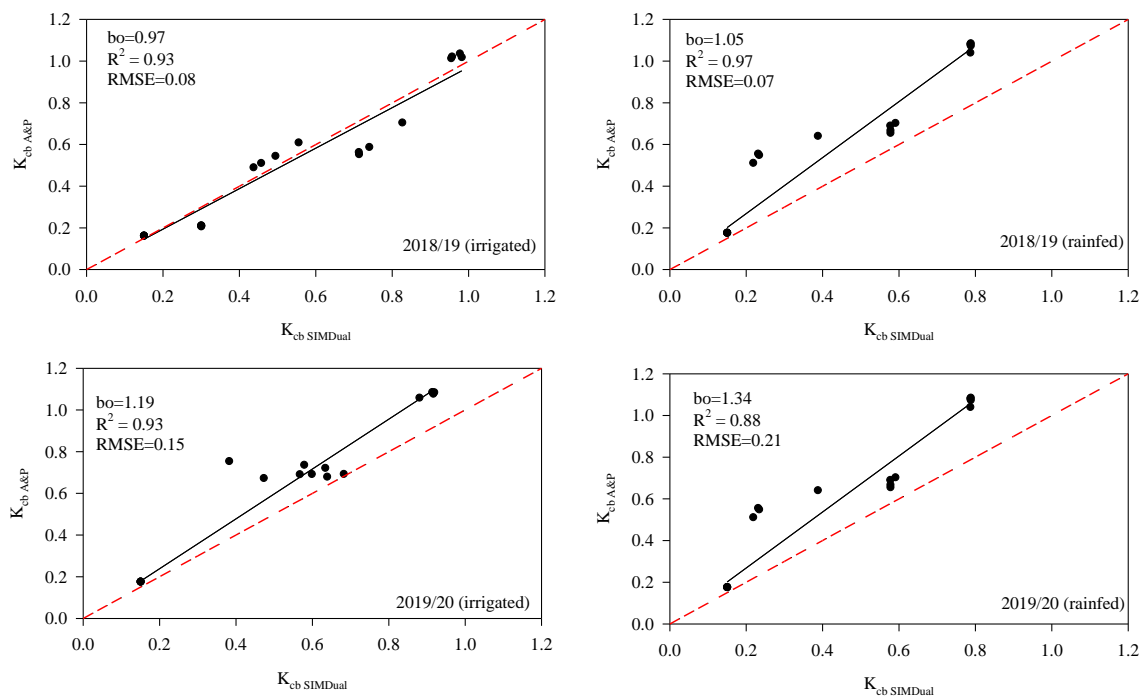 1.2
1.0
0.8
0.6
0.4
0.2
0.0
K_cb A&P
bo=0.97
R² = 0.93
RMSE=0.08
2018/19 (irrigated)
0.0 0.2 0.4 0.6 0.8 1.0 1.2
K_cb SIMDual
1.2
1.0
0.8
0.6
0.4
0.2
0.0
K_cb A&P
bo=1.05
R² = 0.97
RMSE=0.07
2018/19 (rainfed)
0.0 0.2 0.4 0.6 0.8 1.0 1.2
K_cb SIMDual
1.2
1.0
0.8
0.6
0.4
0.2
0.0
K_cb A&P
bo=1.19
R² = 0.93
RMSE=0.15
2019/20 (irrigated)
0.0 0.2 0.4 0.6 0.8 1.0 1.2
K_cb SIMDual
1.2
1.0
0.8
0.6
0.4
0.2
0.0
K_cb A&P
bo=1.34
R² = 0.88
RMSE=0.21
2019/20 (rainfed)
0.0 0.2 0.4 0.6 0.8 1.0 1.2
K_cb SIMDual